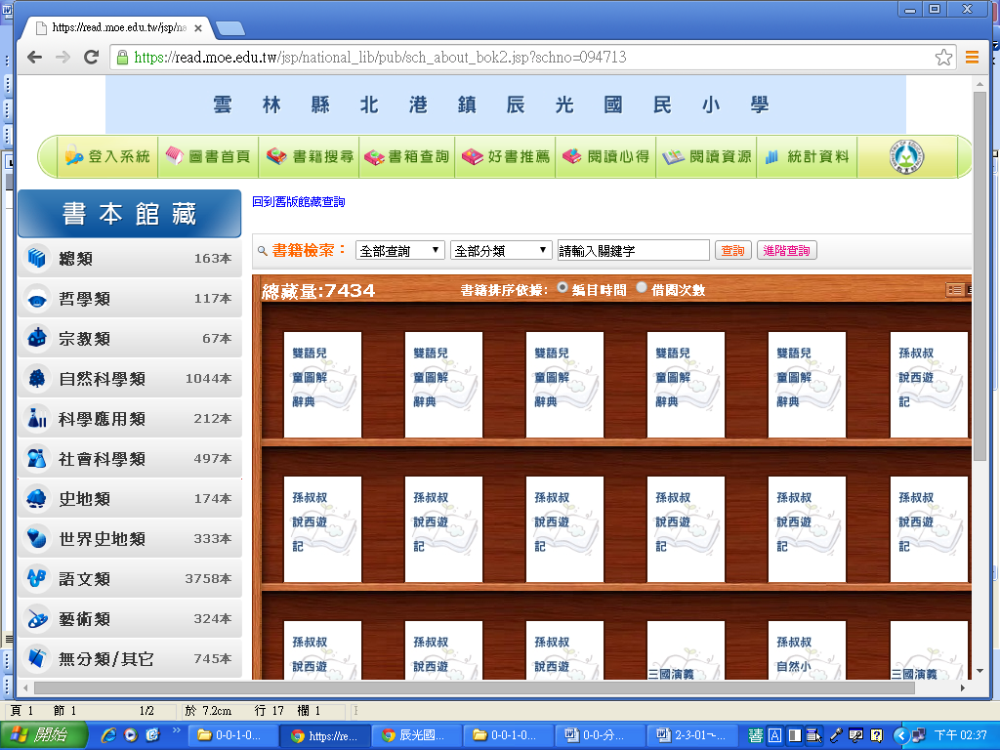 https://read.moe.edu.tw/jsp/na
https://read.moe.edu.tw/jsp/national_lib/pub/sch_about_bok2.jsp?schno=094713
雲林縣北港鎮辰光國民小學
登入系統 圖書首頁 書籍搜尋 書箱查詢 好書推薦 閱讀心得 閱讀資源 統計資料
書本館藏
回到舊版館藏查詢
書籍檢索： 全部查詢 全部分類 請輸入關鍵字 查詢 進階查詢
總藏量:7434 書籍排序依據: 編目時間 借閱次數
總類 163本
哲學類 117本
宗教類 67本
自然科學類 1044本
科學應用類 212本
社會科學類 497本
史地類 174本
世界史地類 333本
語文類 3758本
藝術類 324本
無分類/其它 745本
雙語兒
童圖解
辭典
雙語兒
童圖解
辭典
雙語兒
童圖解
辭典
雙語兒
童圖解
辭典
雙語兒
童圖解
辭典
孫叔叔
說西遊
記
孫叔叔
說西遊
記
孫叔叔
說西遊
記
孫叔叔
說西遊
記
孫叔叔
說西遊
記
孫叔叔
說西遊
記
孫叔叔
說西遊
記
孫叔叔
說西遊
孫叔叔
說西遊
孫叔叔
說西遊
三國演義
孫叔叔
自然小
三國演義
頁 1 節 1 1/2 於 7.2cm 行 17 欄 1
開始 0-0-1-0... https://re... 辰光國... 0-0-1-0... 0-0-分... 2-3-01~... A 下午 02:37